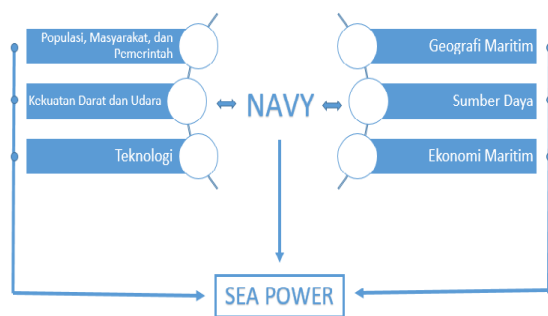 Populasi, Masyarakat, dan
Pemerintah
Kekuatan Darat dan Udara
Teknologi
NAVY
Geografi Maritim
Sumber Daya
Ekonomi Maritim
SEA POWER